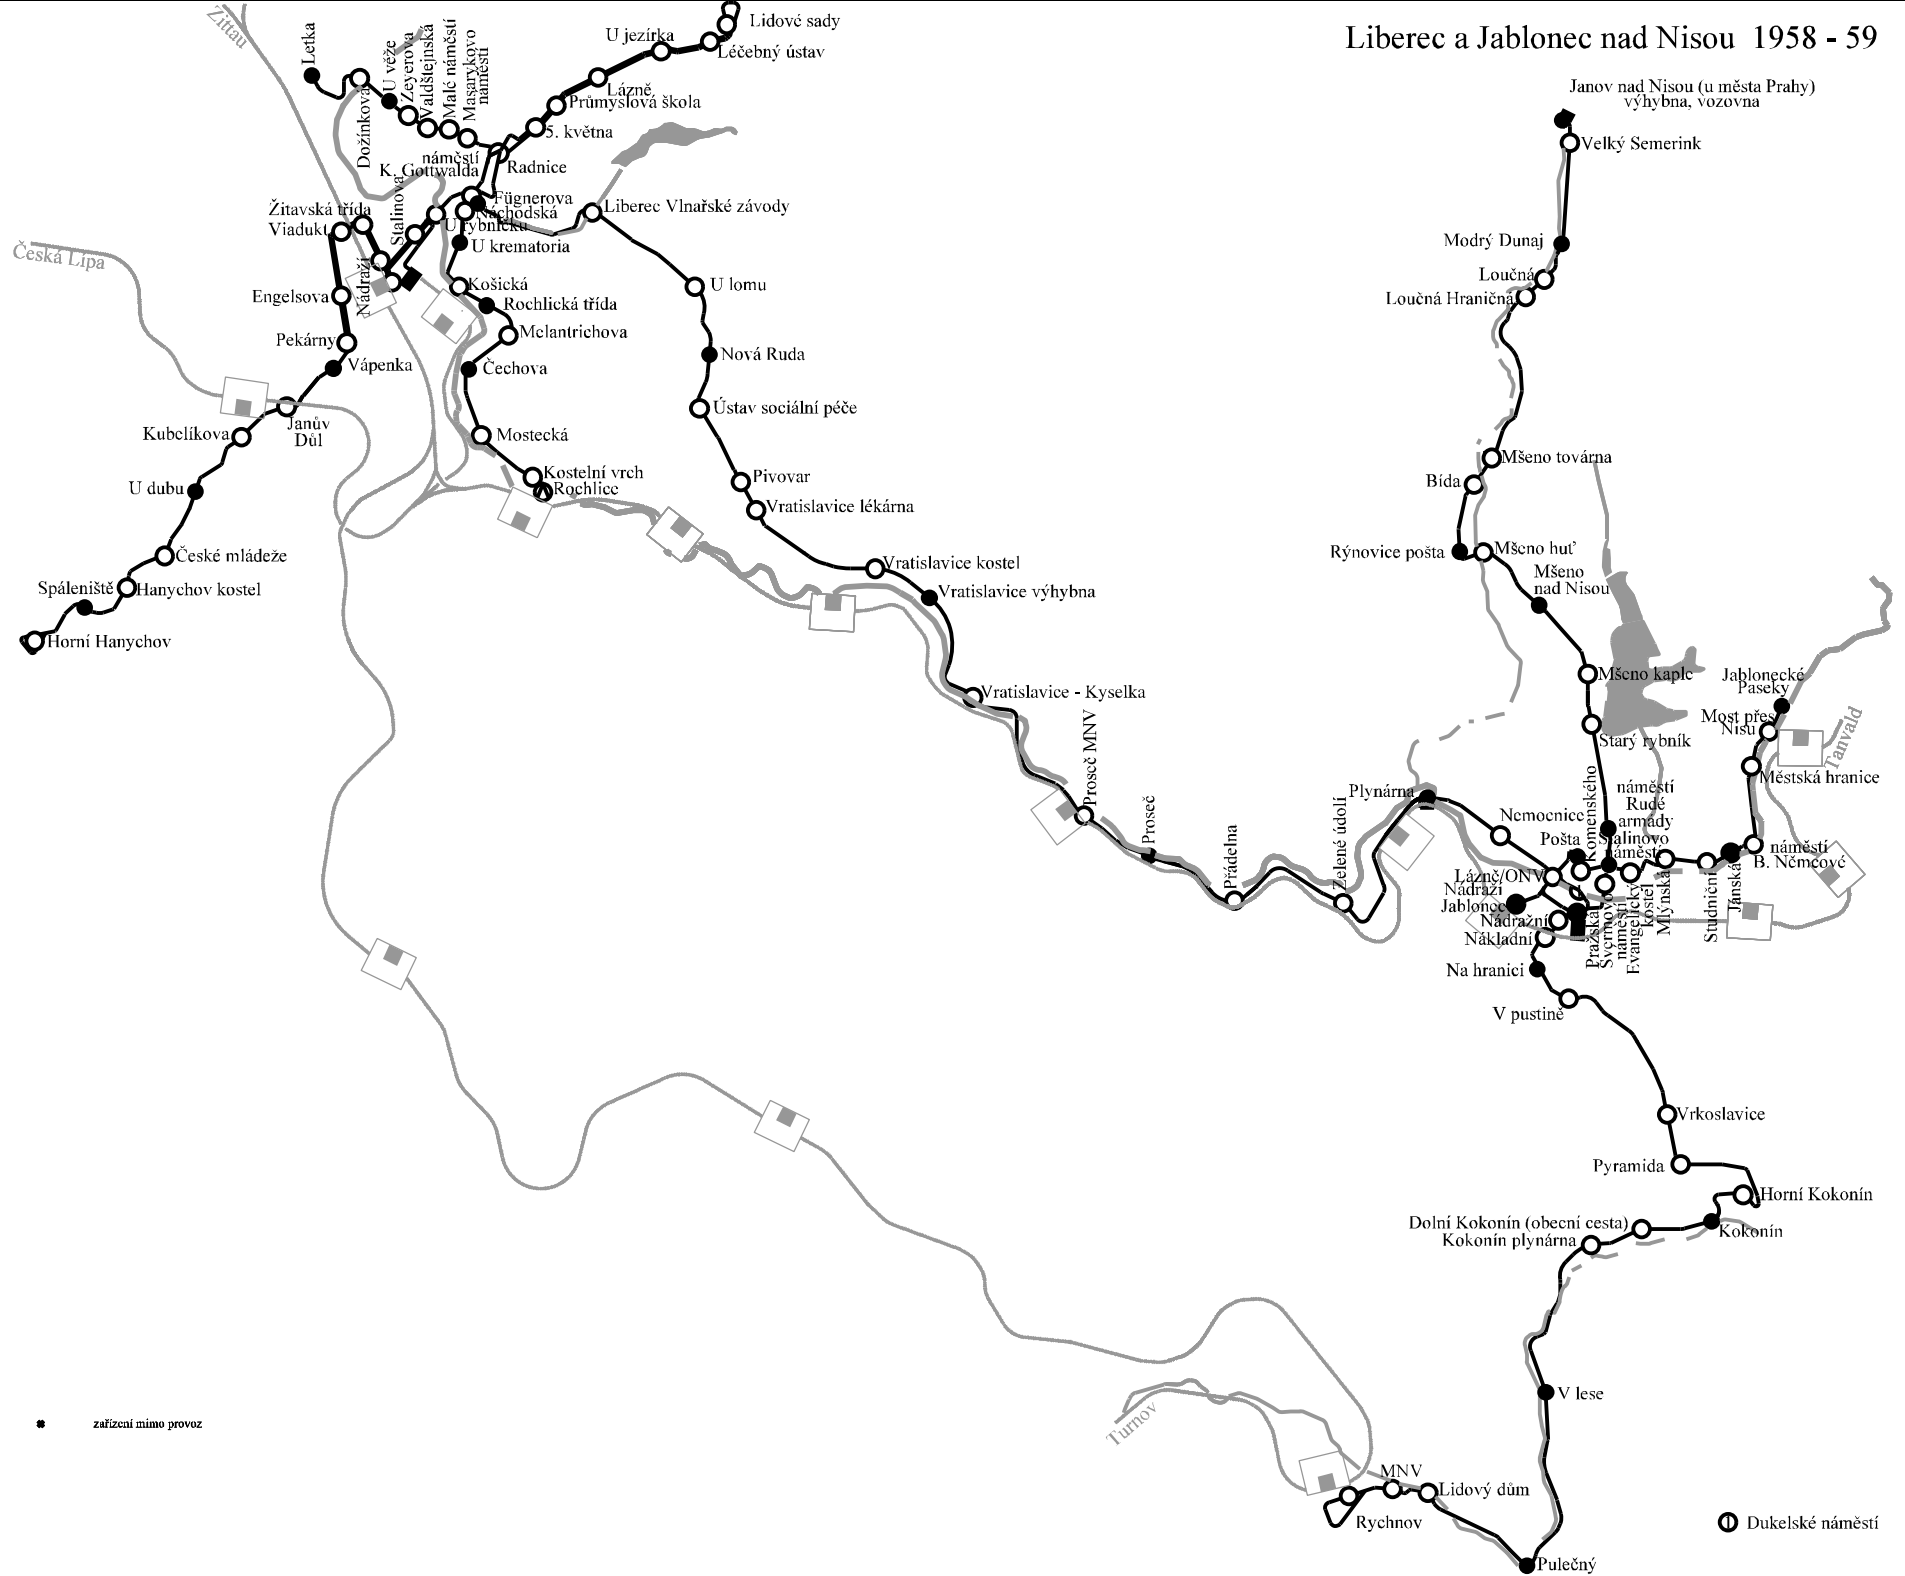 Liberec a Jablonec nad Nisou 1958 - 59
Zittau
Letka
U věže
Zeyerova
Valdštejnská
Malé náměstí
Masarykovo
náměstí
Dožínkova
Lidové sady
Léčebný ústav
U jezírka
Lázně
Průmyslová škola
5. května
Radnice
náměstí
K. Gottwalda
Fügnerova
Náchodská
U rybníčku
U krematoria
Stalinova
Žitavská třída
Viadukt
Nádraží
Engelsova
Pekárny
Vápenka
Česká Lípa
Janův
Důl
Kubelíkova
U dubu
České mládeže
Hanychov kostel
Spáleniště
Horní Hanychov
Košická
Rochlická třída
Melantrichova
Čechova
Mostecká
Kostelní vrch
Rochlice
Liberec Vlnařské závody
U lomu
Nová Ruda
Ústav sociální péče
Pivovar
Vratislavice lékárna
Vratislavice kostel
Vratislavice výhybna
Vratislavice - Kyselka
Proseč MNV
Proseč
Přádelna
Zelené údolí
Plynárna
Nemocnice
Janov nad Nisou (u města Prahy)
výhybna, vozovna
Velký Semerink
Modrý Dunaj
Loučná
Loučná Hraničná
Mšeno továrna
Bída
Rýnovice pošta
Mšeno huť
Mšeno
nad Nisou
Mšeno kaple
Starý rybník
Komenského
náměstí
Rudé
armády
Stalinovo
náměstí
Pošta
Lázně/ONV
Nádraží
Jablonec
Nádražní
Nákladní
Na hranici
V pustině
Pražská
Švermovo
náměstí
Evangelický
kostel
Mlýnská
Studniční
Jánská
náměstí
B. Němcové
Městská hranice
Most přes
Nisu
Jablonecké
Paseky
Tanvald
Vrkoslavice
Pyramida
Horní Kokonín
Kokonín
Dolní Kokonín (obecní cesta)
Kokonín plynárna
V lese
Pulečný
Lidový dům
MNV
Rychnov
Turnov
zařízení mimo provoz
Dukelské náměstí